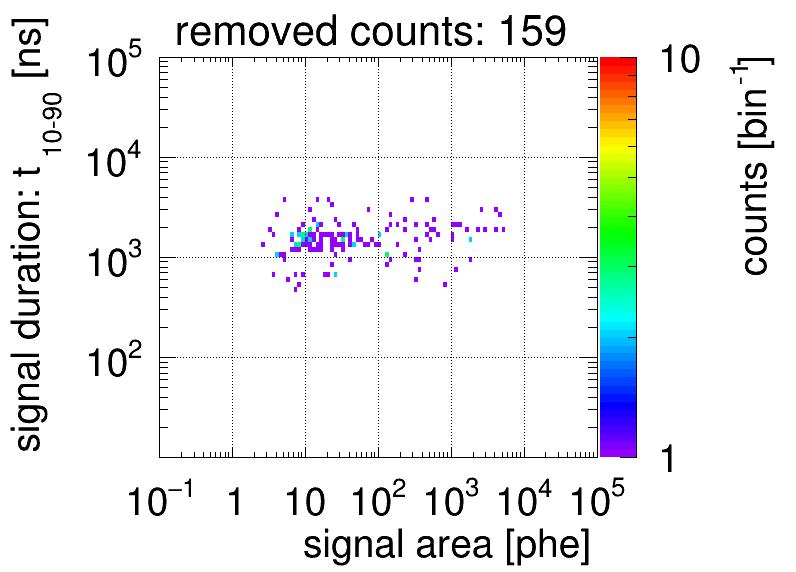 removed counts: 159
signal duration: t 10-90 [ns]
10^5
10^4
10^3
10^2
10^−1 1 10 10^2 10^3 10^4 10^5
signal area [phe]
10
1
counts [bin^-1]